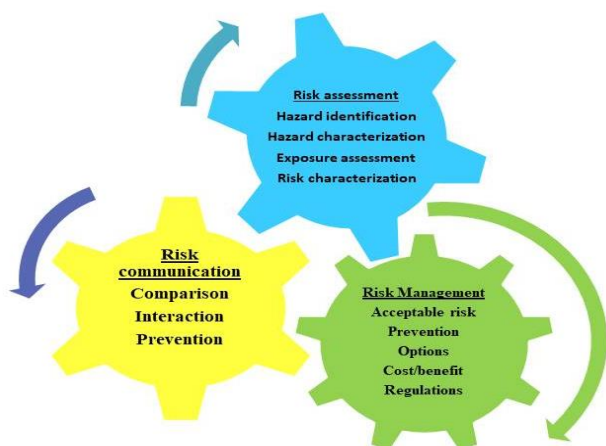 Risk assessment
Hazard identification
Hazard characterization
Exposure assessment
Risk characterization
Risk
communication
Comparison
Interaction
Prevention
Risk Management
Acceptable risk
Prevention
Options
Cost/benefit
Regulations